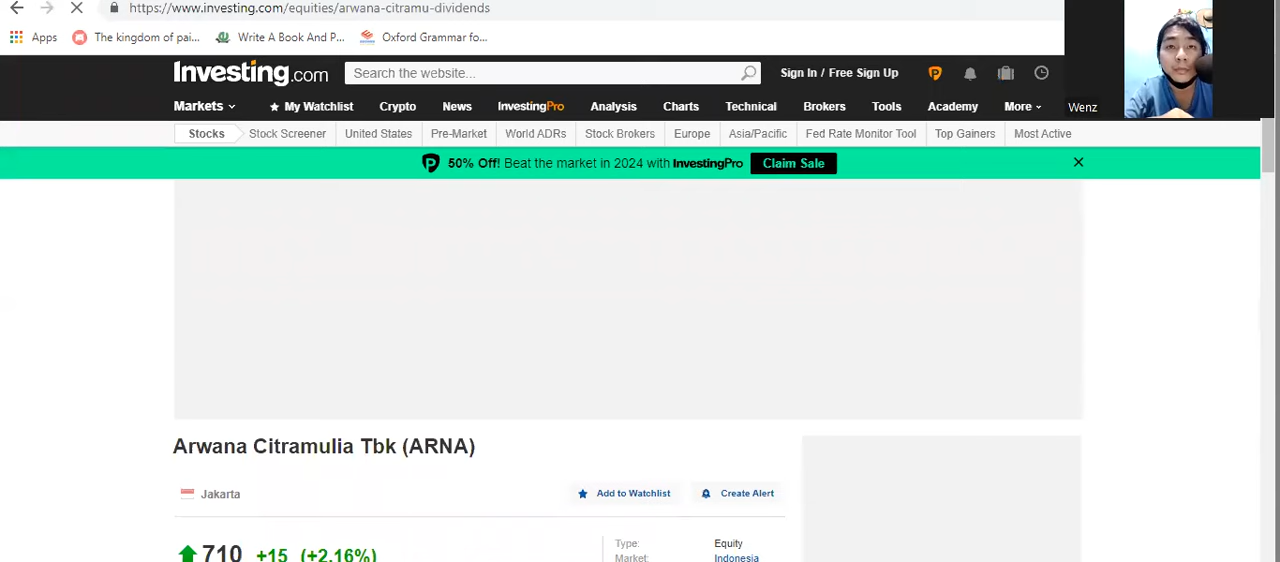 https://www.investing.com/equities/arwana-citramu-dividends
Apps The kingdom of pai... Write A Book And P... Oxford Grammar fo...
Investing.com Search the website... Sign In / Free Sign Up
Markets My Watchlist Crypto News InvestingPro Analysis Charts Technical Brokers Tools Academy More Wenz
Stocks Stock Screener United States Pre-Market World ADRs Stock Brokers Europe Asia/Pacific Fed Rate Monitor Tool Top Gainers Most Active
50% Off! Beat the market in 2024 with InvestingPro Claim Sale
Arwana Citramulia Tbk (ARNA)
Jakarta Add to Watchlist Create Alert
710 +15 (+2.16%) Type: Equity
Market: Indonesia